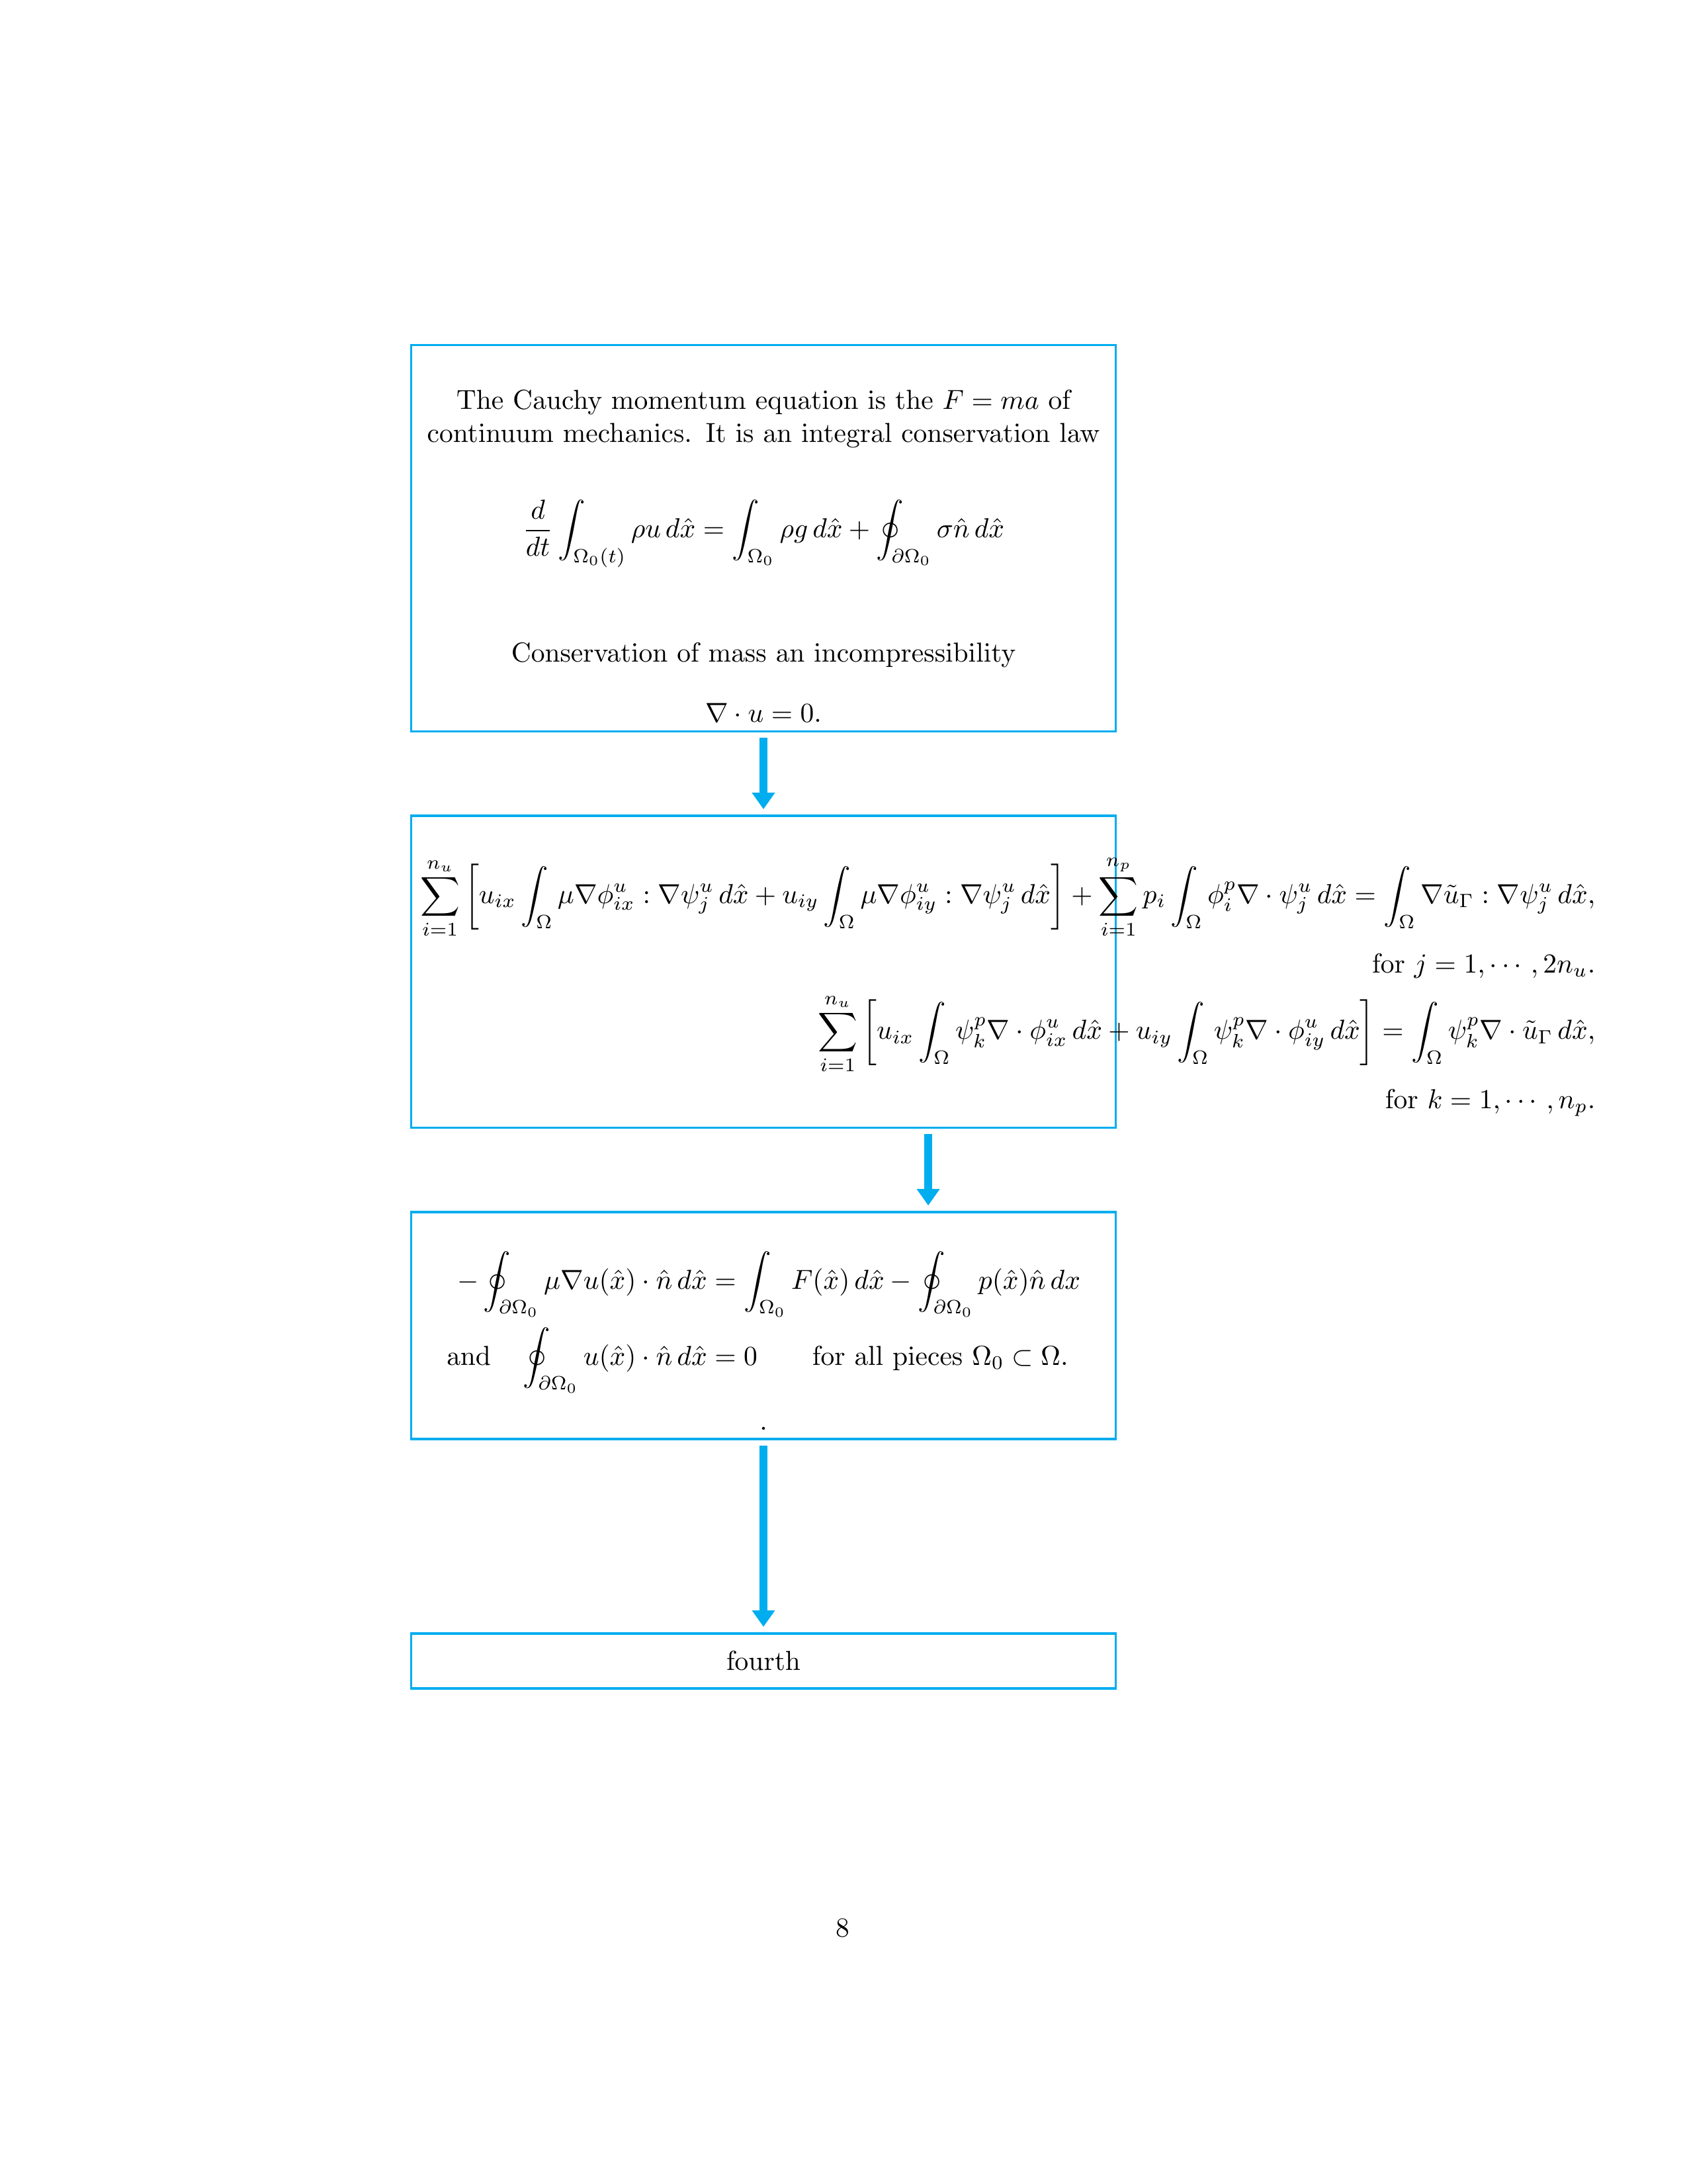 The Cauchy momentum equation is the $F = ma$ of
continuum mechanics. It is an integral conservation law
$\frac{d}{dt} \int_{\Omega_0(t)} \rho u \, d\hat{x} = \int_{\Omega_0} \rho g \, d\hat{x} + \oint_{\partial\Omega_0} \sigma \hat{n} \, d\hat{x}$
Conservation of mass an incompressibility
$\nabla \cdot u = 0.$
$\sum_{i=1}^{n_u} \left[ u_{ix} \int_{\Omega} \mu \nabla \phi_{ix}^u : \nabla \psi_j^u \, d\hat{x} + u_{iy} \int_{\Omega} \mu \nabla \phi_{iy}^u : \nabla \psi_j^u \, d\hat{x} \right] + \sum_{i=1}^{n_p} p_i \int_{\Omega} \phi_i^p \nabla \cdot \psi_j^u \, d\hat{x} = \int_{\Omega} \nabla \tilde{u}_\Gamma : \nabla \psi_j^u \, d\hat{x},$
for $j = 1, \cdots, 2n_u.$
$\sum_{i=1}^{n_u} \left[ u_{ix} \int_{\Omega} \psi_k^p \nabla \cdot \phi_{ix}^u \, d\hat{x} + u_{iy} \int_{\Omega} \psi_k^p \nabla \cdot \phi_{iy}^u \, d\hat{x} \right] = \int_{\Omega} \psi_k^p \nabla \cdot \tilde{u}_\Gamma \, d\hat{x},$
for $k = 1, \cdots, n_p.$
$- \oint_{\partial\Omega_0} \mu \nabla u(\hat{x}) \cdot \hat{n} \, d\hat{x} = \int_{\Omega_0} F(\hat{x}) \, d\hat{x} - \oint_{\partial\Omega_0} p(\hat{x}) \hat{n} \, dx$
and $\oint_{\partial\Omega_0} u(\hat{x}) \cdot \hat{n} \, d\hat{x} = 0$ for all pieces $\Omega_0 \subset \Omega.$
.
fourth
8